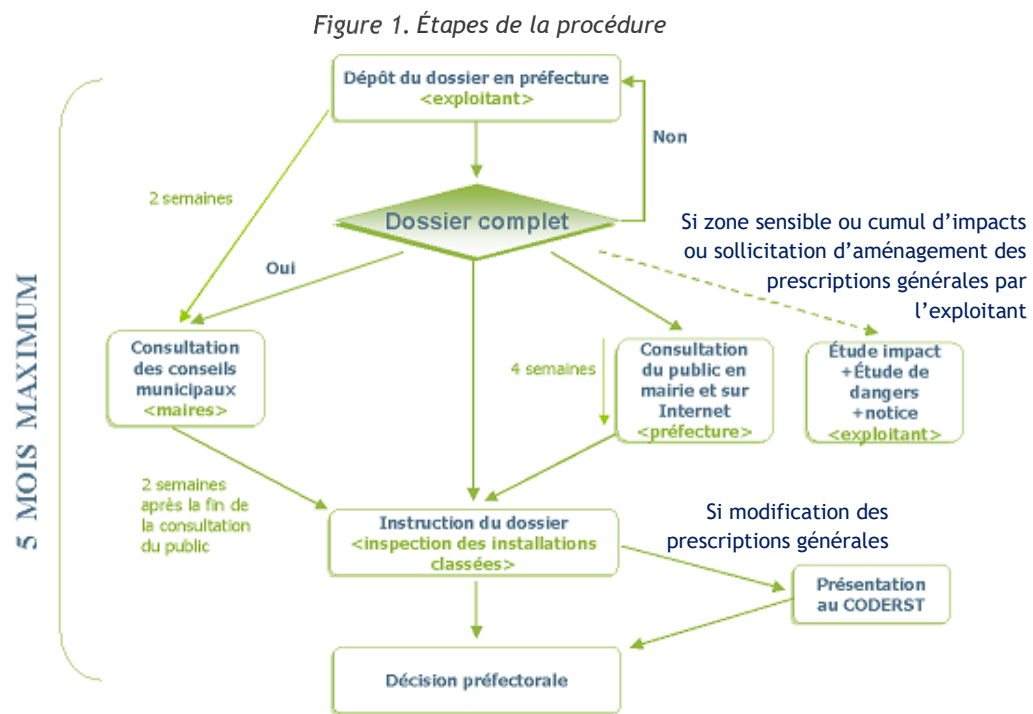 Figure 1. Étapes de la procédure
Dépôt du dossier en préfecture
<exploitant>
Non
2 semaines
Dossier complet
Si zone sensible ou cumul d’impacts
ou sollicitation d’aménagement des
prescriptions générales par
l’exploitant
Oui
5 MOIS MAXIMUM
Consultation
des conseils
municipaux
<maires>
4 semaines
Consultation
du public en
mairie et sur
Internet
<préfecture>
Étude impact
+Étude de
dangers
+notice
<exploitant>
2 semaines
après la fin de
la consultation
du public
Instruction du dossier
<inspection des installations
classées>
Si modification des
prescriptions générales
Présentation
au CODERST
Décision préfectorale